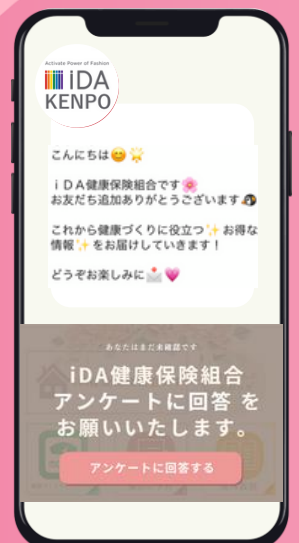 Activate Power of Fashion
iDA
KENPO
こんにちは😊🌟
iDA健康保険組合です🌸
お友だち追加ありがとうございます🐧
これから健康づくりに役立つ✨お得な
情報✨をお届けしていきます！
どうぞお楽しみに📩💗
あなたはまだ未確認です
iDA健康保険組合
アンケートに回答 を
お願いいたします。
アンケートに回答する